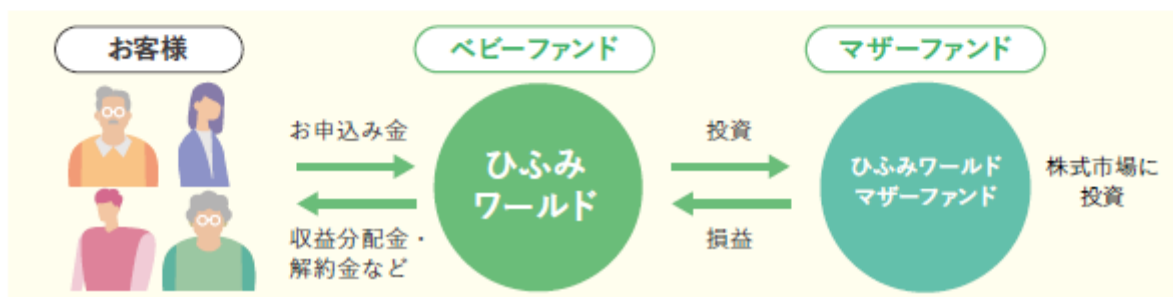 お客様
ベビーファンド
マザーファンド
お申込み金
収益分配金・
解約金など
ひふみ
ワールド
投資
損益
ひふみワールド
マザーファンド
株式市場に
投資